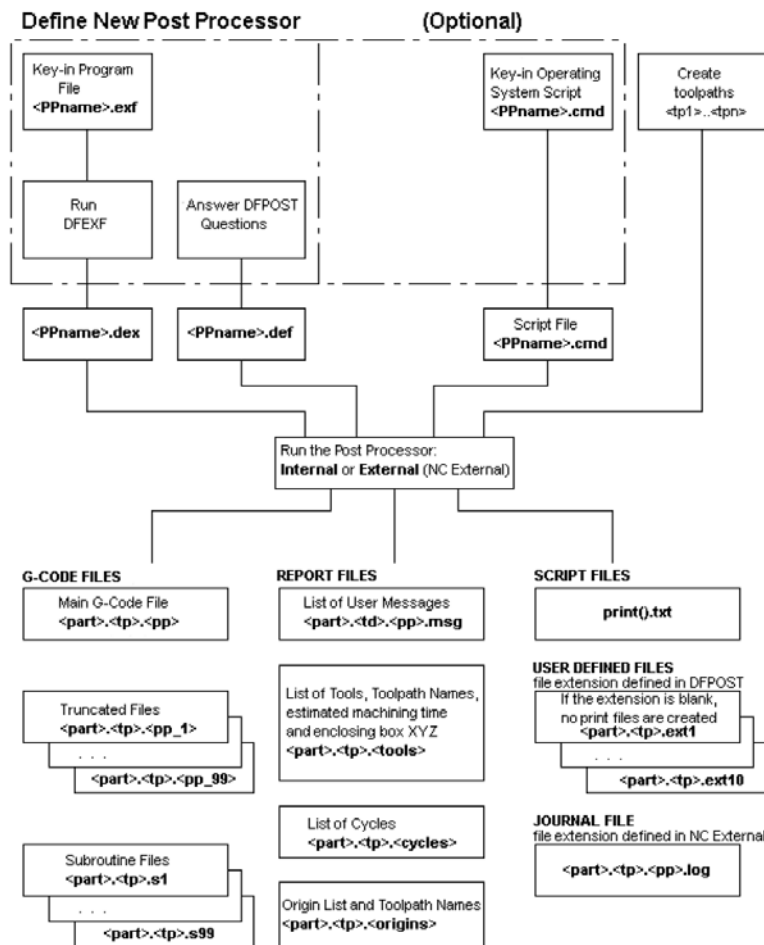 Define New Post Processor
(Optional)
Key-in Program
File
<PPname>.exf
Key-in Operating
System Script
<PPname>.cmd
Create
toolpaths
<tp1>..<tpn>
Run
DFEXF
Answer DFPOST
Questions
<PPname>.dex
<PPname>.def
Script File
<PPname>.cmd
Run the Post Processor:
Internal or External (NC External)
G-CODE FILES
Main G-Code File
<part>.<tp>.<pp>
Truncated Files
<part>.<tp>.<pp_1>
. . .
<part>.<tp>.<pp_99>
Subroutine Files
<part>.<tp>.s1
. . .
<part>.<tp>.s99
REPORT FILES
List of User Messages
<part>.<td>.<pp>.msg
List of Tools, Toolpath Names,
estimated machining time
and enclosing box XYZ
<part>.<tp>.<tools>
List of Cycles
<part>.<tp>.<cycles>
Origin List and Toolpath Names
<part>.<tp>.<origins>
SCRIPT FILES
print().txt
USER DEFINED FILES
file extension defined in DFPOST
If the extension is blank,
no print files are created
<part>.<tp>.ext1
. . .
<part>.<tp>.ext10
JOURNAL FILE
file extension defined in NC External
<part>.<tp>.<pp>.log